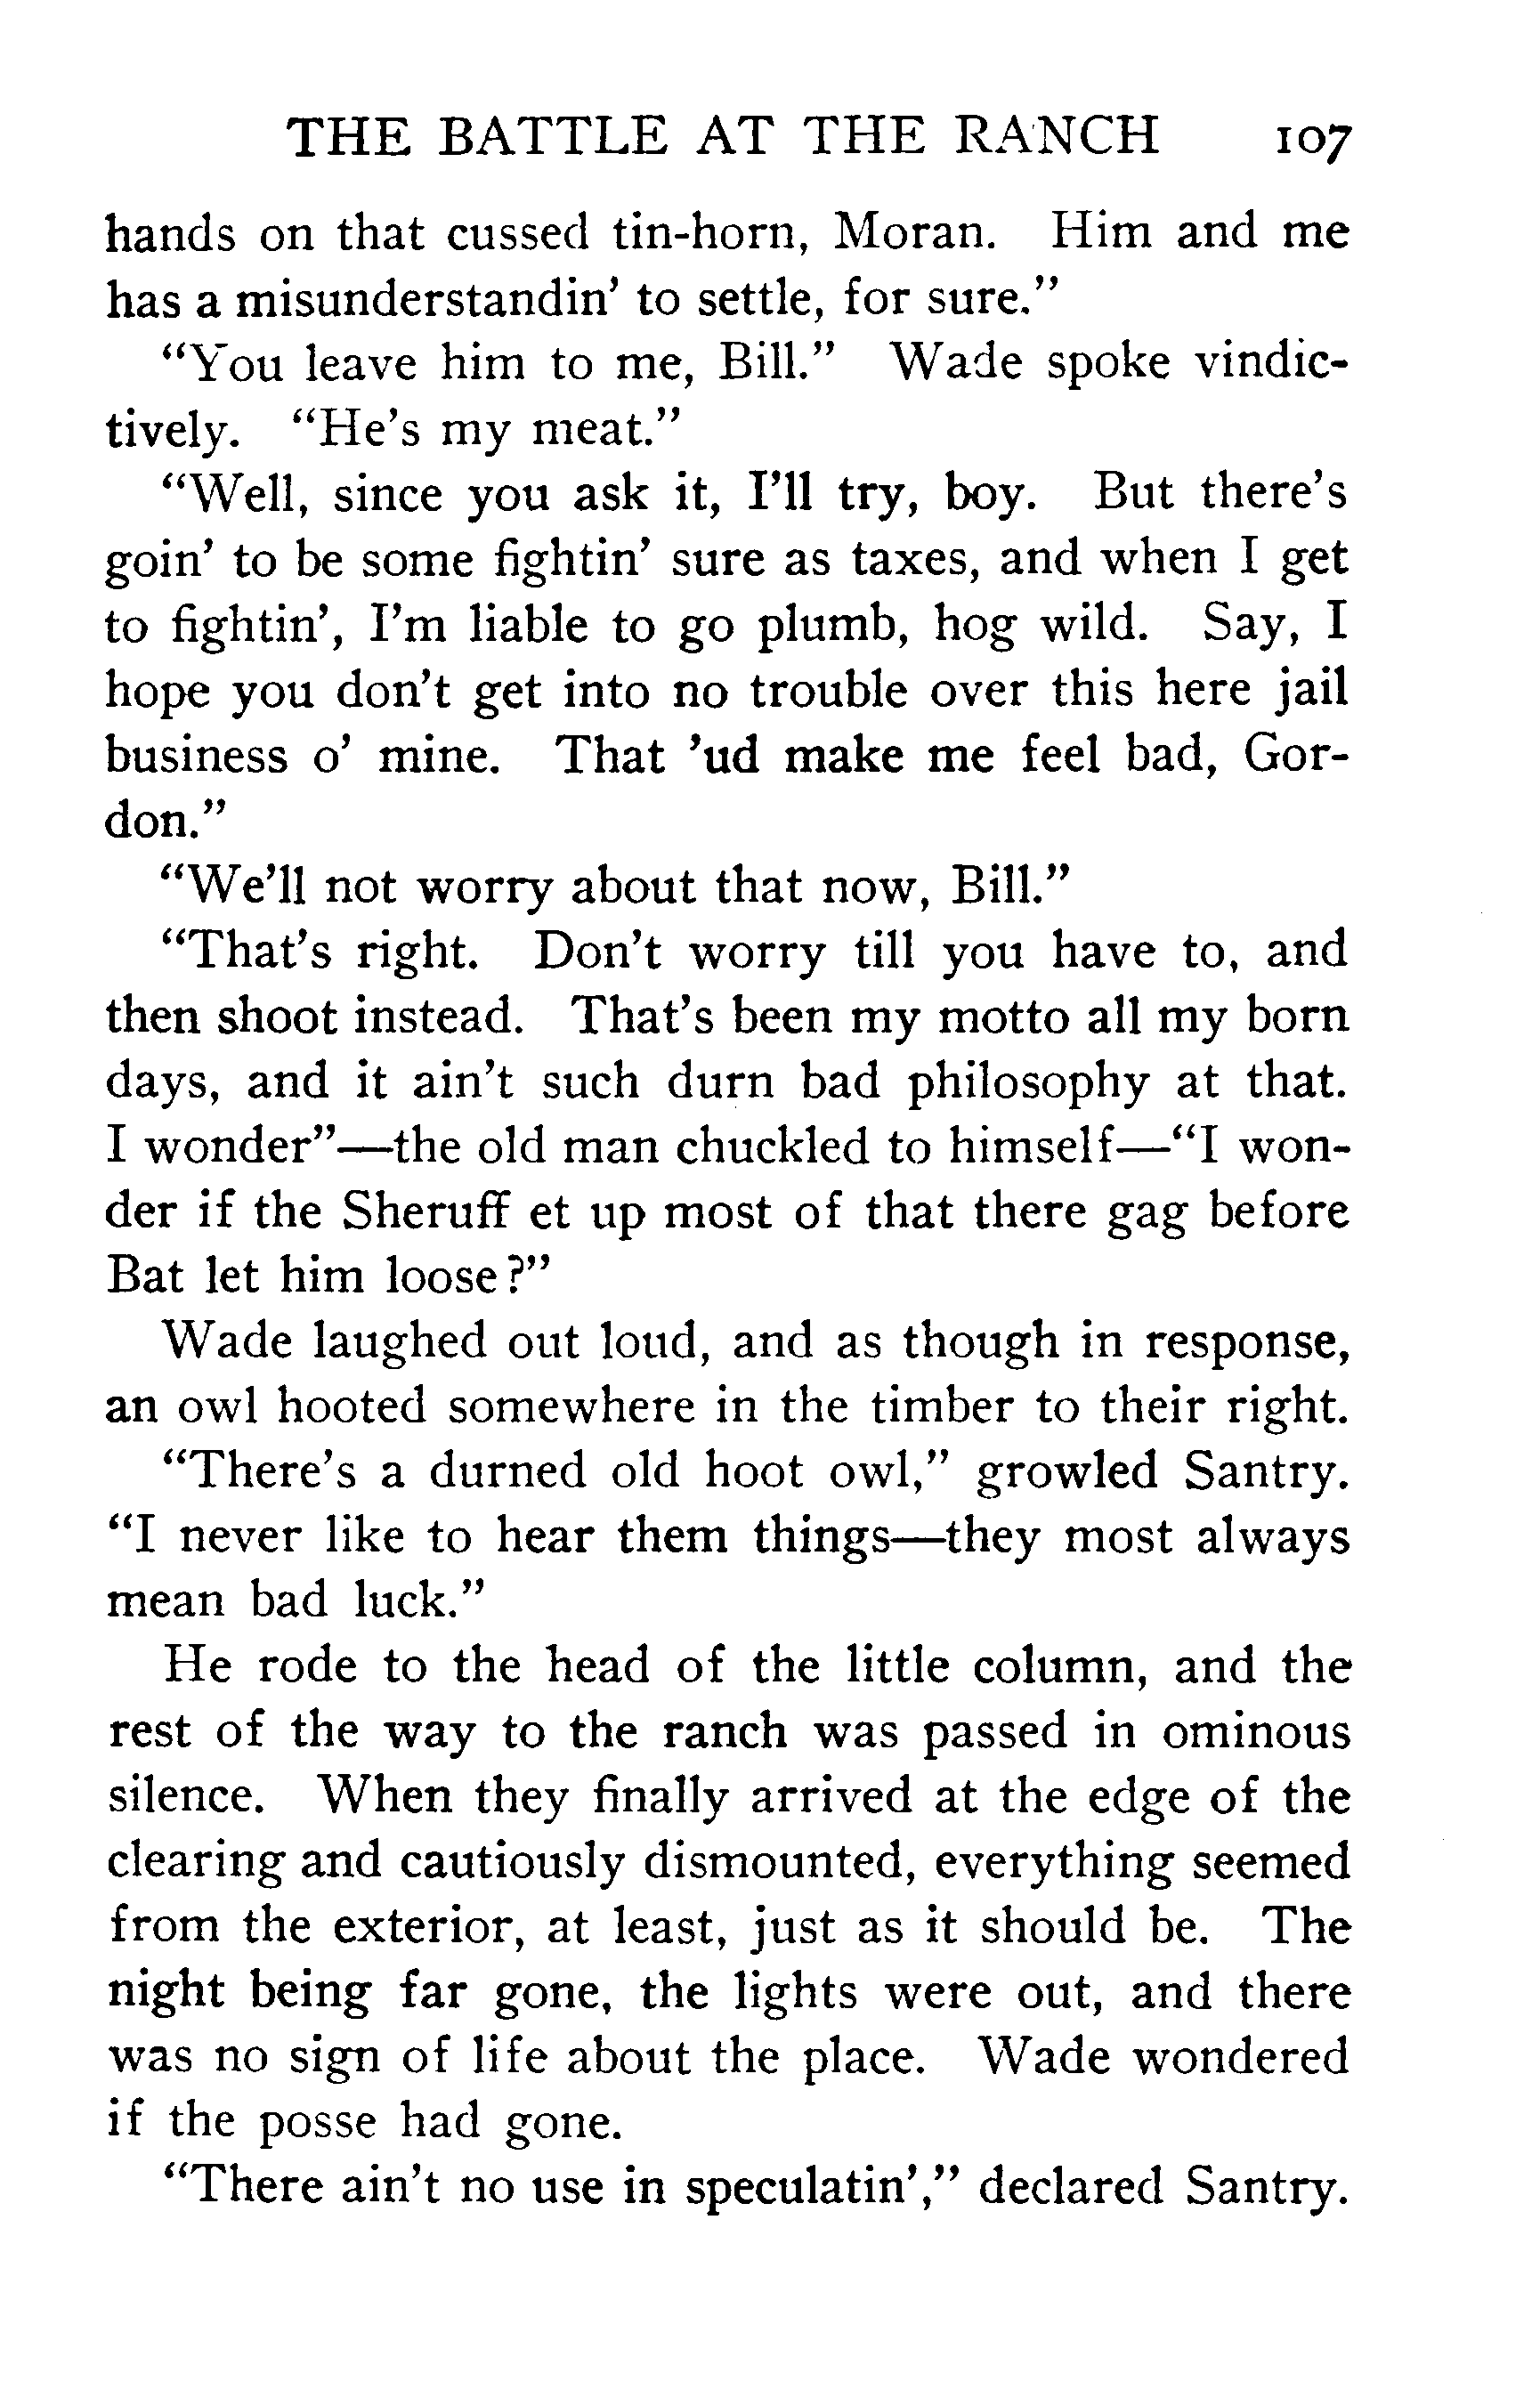 THE BATTLE AT THE RANCH 107
hands on that cussed tin-horn, Moran. Him and me
has a misunderstandin’ to settle, for sure.”
“You leave him to me, Bill.” Wade spoke vindic-
tively. “He’s my meat.”
“Well, since you ask it, I’ll try, boy. But there’s
goin’ to be some fightin’ sure as taxes, and when I get
to fightin’, I’m liable to go plumb, hog wild. Say, I
hope you don’t get into no trouble over this here jail
business o’ mine. That ’ud make me feel bad, Gor-
don.”
“We’ll not worry about that now, Bill.”
“That’s right. Don’t worry till you have to, and
then shoot instead. That’s been my motto all my born
days, and it ain’t such durn bad philosophy at that.
I wonder”—the old man chuckled to himself—“I won-
der if the Sheruff et up most of that there gag before
Bat let him loose?”
Wade laughed out loud, and as though in response,
an owl hooted somewhere in the timber to their right.
“There’s a durned old hoot owl,” growled Santry.
“I never like to hear them things—they most always
mean bad luck.”
He rode to the head of the little column, and the
rest of the way to the ranch was passed in ominous
silence. When they finally arrived at the edge of the
clearing and cautiously dismounted, everything seemed
from the exterior, at least, just as it should be. The
night being far gone, the lights were out, and there
was no sign of life about the place. Wade wondered
if the posse had gone.
“There ain’t no use in speculatin’,” declared Santry.